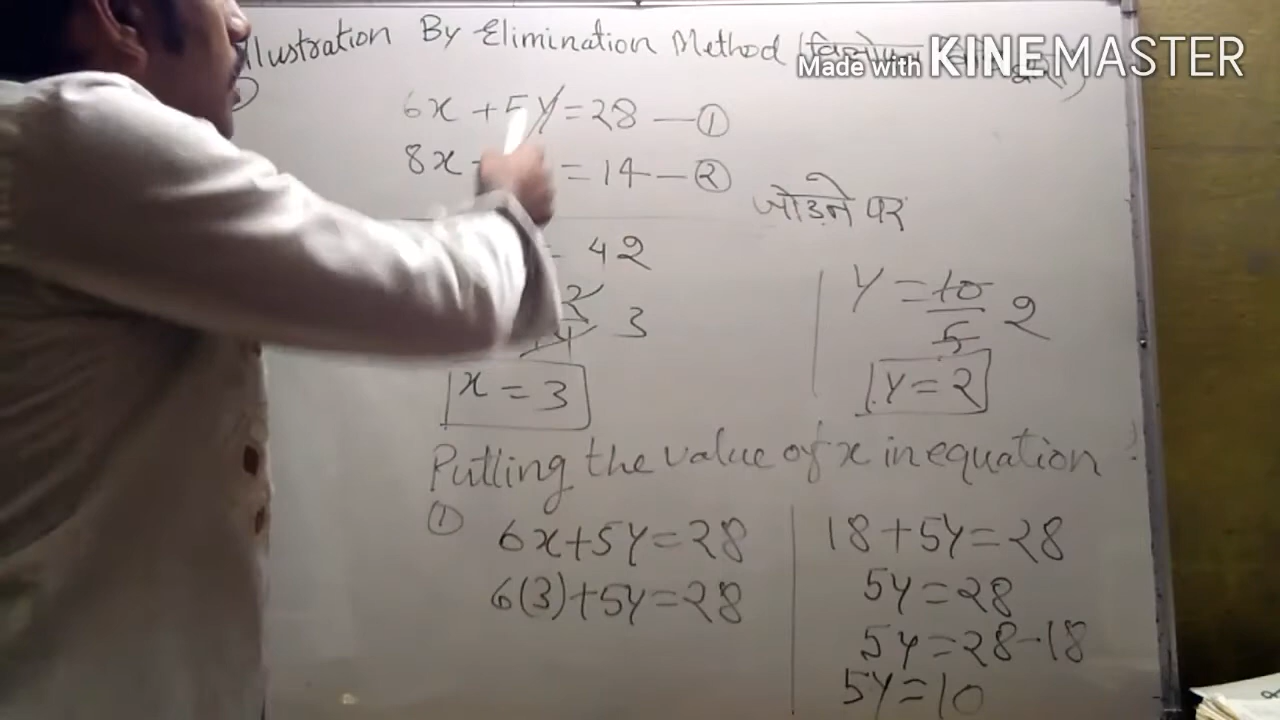 Illustration By Elimination Method
Made with KINEMASTER
6x + 5y = 28 — ①
8x - = 14 — ②
जोड़ने पर
42
3
x = 3
y = 10/5 2
y = 2
Putting the value of x in equation
① 6x + 5y = 28
6(3) + 5y = 28
18 + 5y = 28
5y = 28
5y = 28 - 18
5y = 10